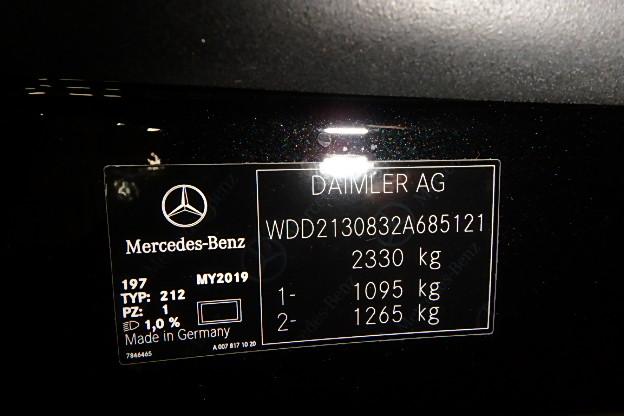 Mercedes-Benz
197 MY2019
TYP: 212
PZ: 1
1,0 %
Made in Germany
7846465 A 007 817 10 20
DAIMLER AG
WDD2130832A685121
2330 kg
1- 1095 kg
2- 1265 kg